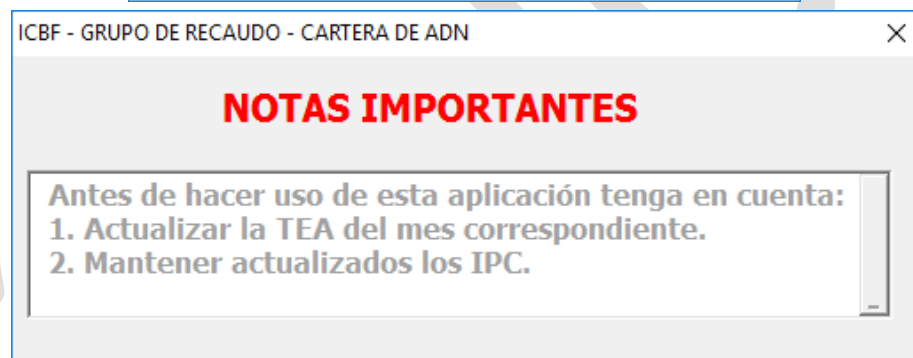 ICBF - GRUPO DE RECAUDO - CARTERA DE ADN
NOTAS IMPORTANTES
Antes de hacer uso de esta aplicación tenga en cuenta:
1. Actualizar la TEA del mes correspondiente.
2. Mantener actualizados los IPC.